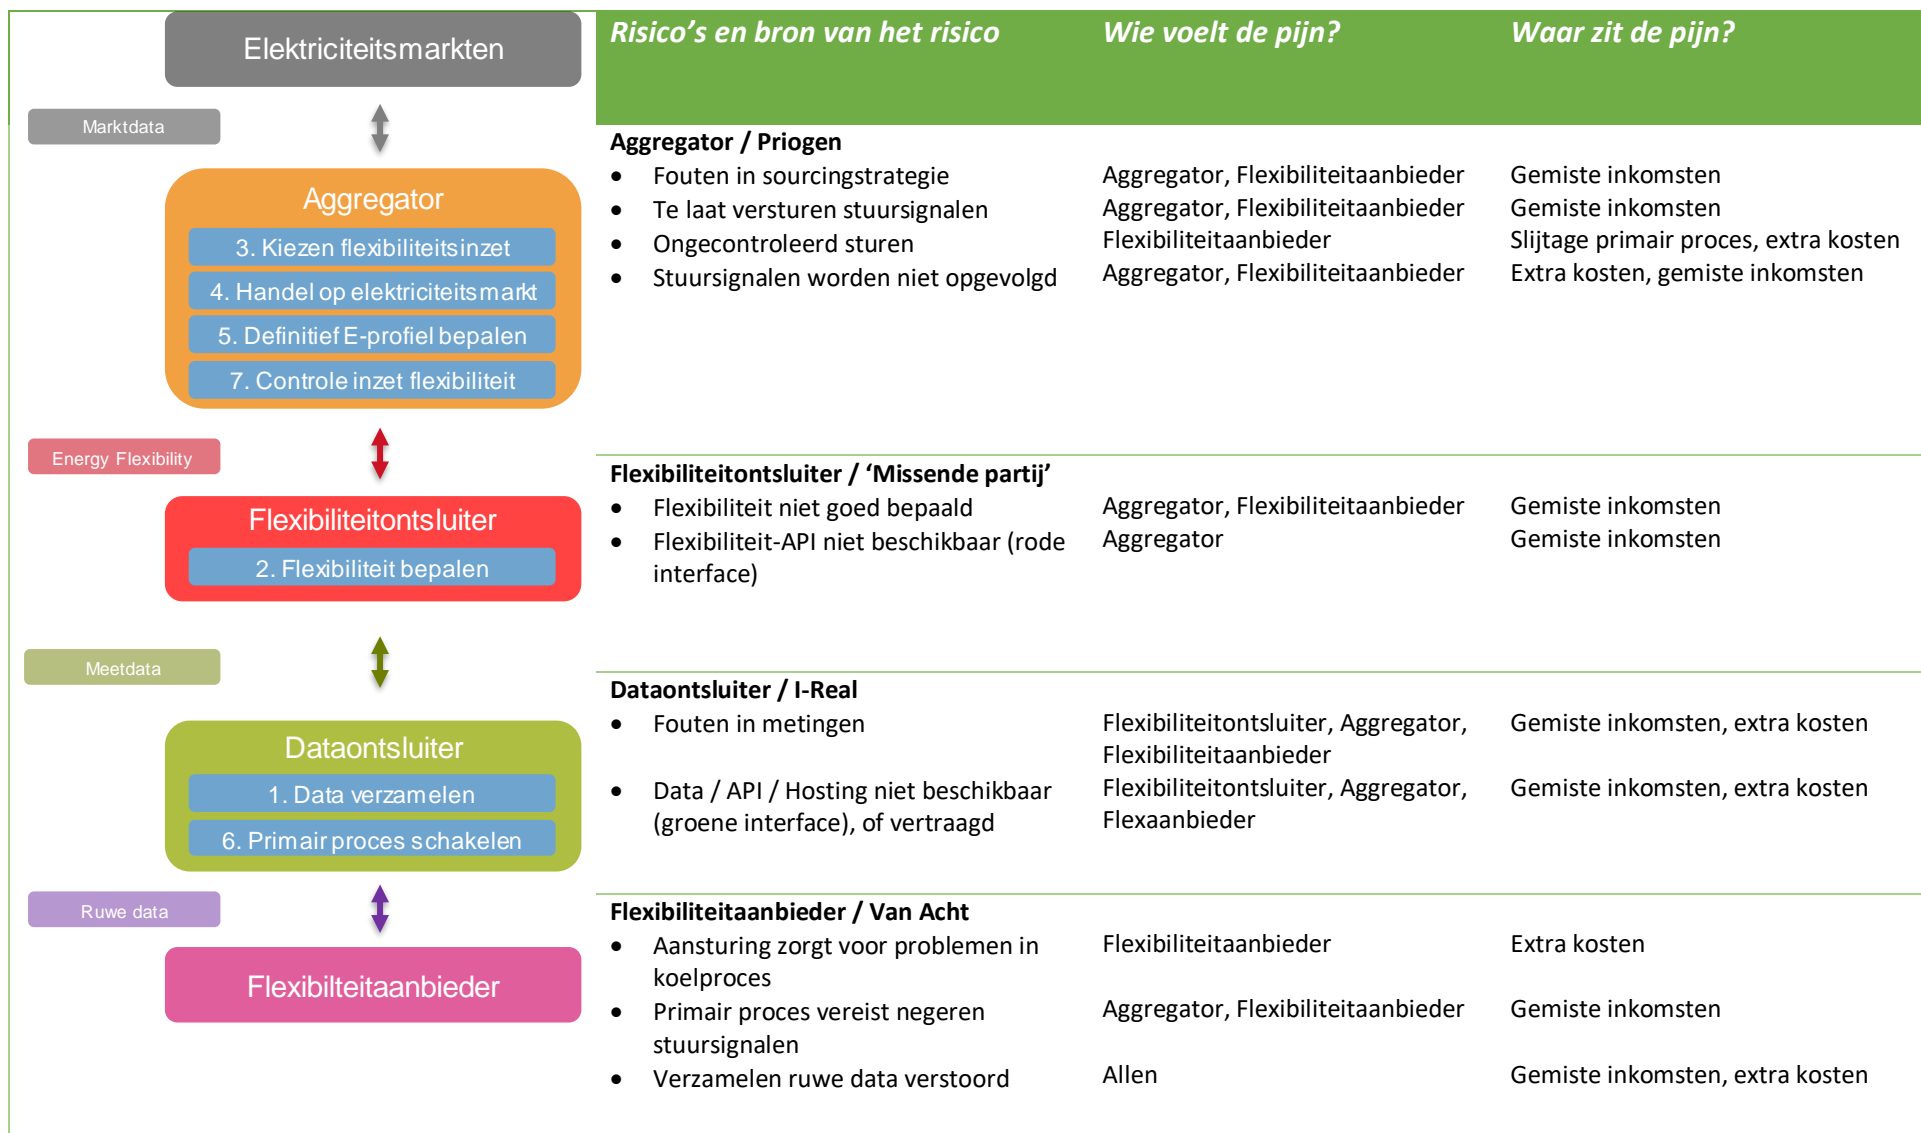 Elektriciteitsmarkten
Marktdata
Aggregator
3. Kiezen flexibiliteitsinzet
4. Handel op elektriciteitsmarkt
5. Definitief E-profiel bepalen
7. Controle inzet flexibiliteit
Energy Flexibility
Flexibiliteitontsluiter
2. Flexibiliteit bepalen
Meetdata
Dataontsluiter
1. Data verzamelen
6. Primair proces schakelen
Ruwe data
Flexibilteitaanbieder
Risico's en bron van het risico Wie voelt de pijn? Waar zit de pijn?
Aggregator / Priogen
• Fouten in sourcingstrategie Aggregator, Flexibiliteitaanbieder Gemiste inkomsten
• Te laat versturen stuursignalen Aggregator, Flexibiliteitaanbieder Gemiste inkomsten
• Ongecontroleerd sturen Flexibiliteitaanbieder Slijtage primair proces, extra kosten
• Stuursignalen worden niet opgevolgd Aggregator, Flexibiliteitaanbieder Extra kosten, gemiste inkomsten
Flexibiliteitontsluiter / 'Missende partij'
• Flexibiliteit niet goed bepaald Aggregator, Flexibiliteitaanbieder Gemiste inkomsten
• Flexibiliteit-API niet beschikbaar (rode Aggregator Gemiste inkomsten
interface)
Dataontsluiter / I-Real
• Fouten in metingen Flexibiliteitontsluiter, Aggregator, Gemiste inkomsten, extra kosten
Flexibiliteitaanbieder
• Data / API / Hosting niet beschikbaar Flexibiliteitontsluiter, Aggregator, Gemiste inkomsten, extra kosten
(groene interface), of vertraagd Flexaanbieder
Flexibiliteitaanbieder / Van Acht
• Aansturing zorgt voor problemen in Flexibiliteitaanbieder Extra kosten
koelproces
• Primair proces vereist negeren Aggregator, Flexibiliteitaanbieder Gemiste inkomsten
stuursignalen
• Verzamelen ruwe data verstoord Allen Gemiste inkomsten, extra kosten